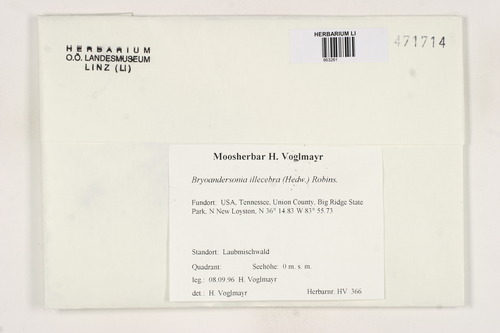 HERBARIUM
O.Ö. LANDESMUSEUM
LINZ (LI)
HERBARIUM LI
663261
471714
Moosherbar H. Voglmayr
Bryoandersonia illecebra (Hedw.) Robins.
Fundort: USA, Tennessee, Union County, Big Ridge State
Park, N New Loyston, N 36° 14.83 W 83° 55.73
Standort: Laubmischwald
Quadrant: Seehöhe: 0 m. s. m.
leg.: 08.09.96 H. Voglmayr
det.: H. Voglmayr Herbarnr. HV 366